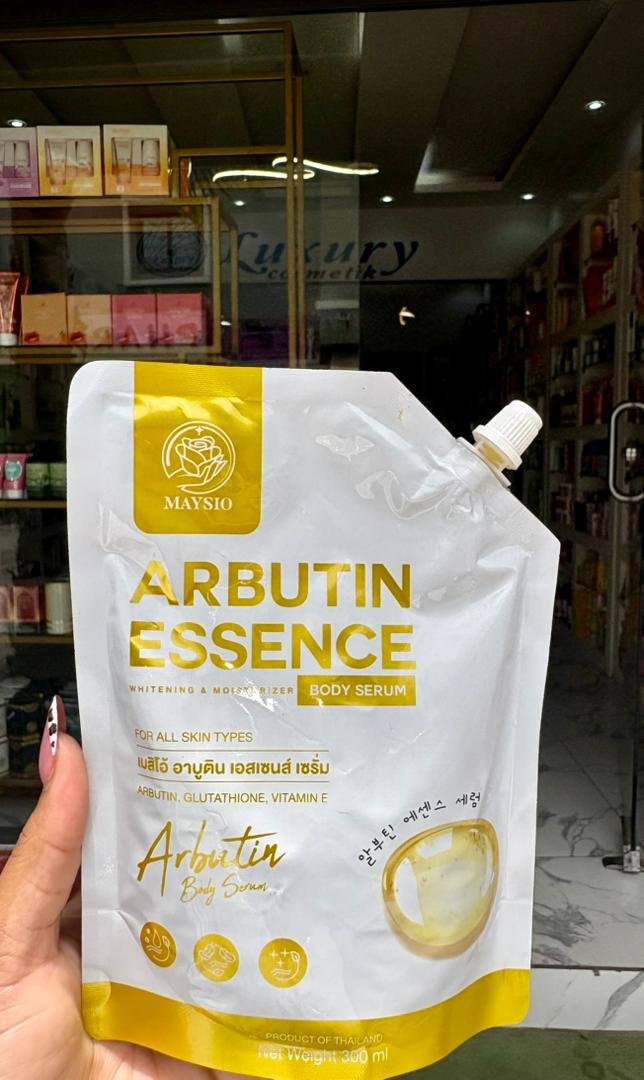 Luxury
cosmetik
MAYSIO
ARBUTIN
ESSENCE
WHITENING & MOISTURIZER BODY SERUM
FOR ALL SKIN TYPES
เมสิโอ้ อาบูติน เอสเซนส์ เซรั่ม
ARBUTIN, GLUTATHIONE, VITAMIN E
알부틴 에센스 세럼
Arbutin
Body Serum
PRODUCT OF THAILAND
Net Weight 300 ml